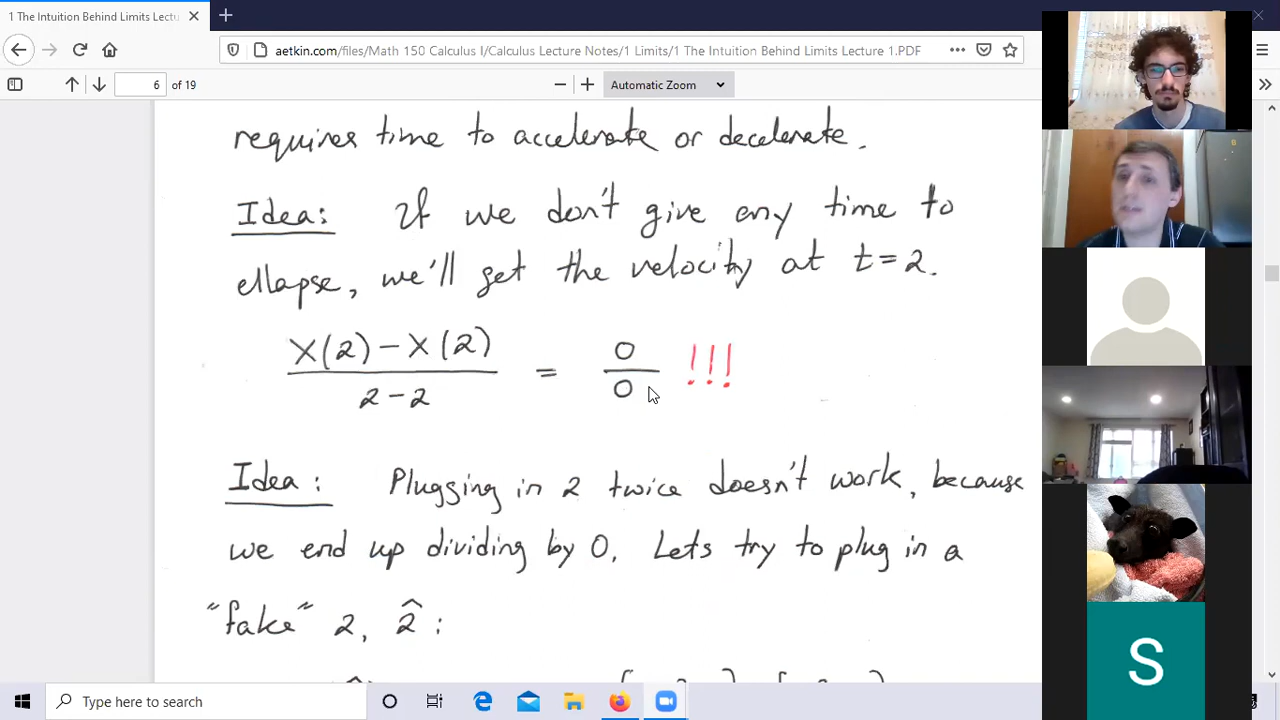 1 The Intuition Behind Limits Lectu
aetkin.com/files/Math 150 Calculus I/Calculus Lecture Notes/1 Limits/1 The Intuition Behind Limits Lecture 1.PDF
6 of 19
Automatic Zoom
requires time to accelerate or decelerate.
Idea: If we don't give any time to
ellapse, we'll get the velocity at t=2.
X(2) - X(2) / 2-2 = 0/0 !!!
Idea: Plugging in 2 twice doesn't work, because
we end up dividing by 0. Lets try to plug in a
"fake" 2, 2̂:
S
Type here to search